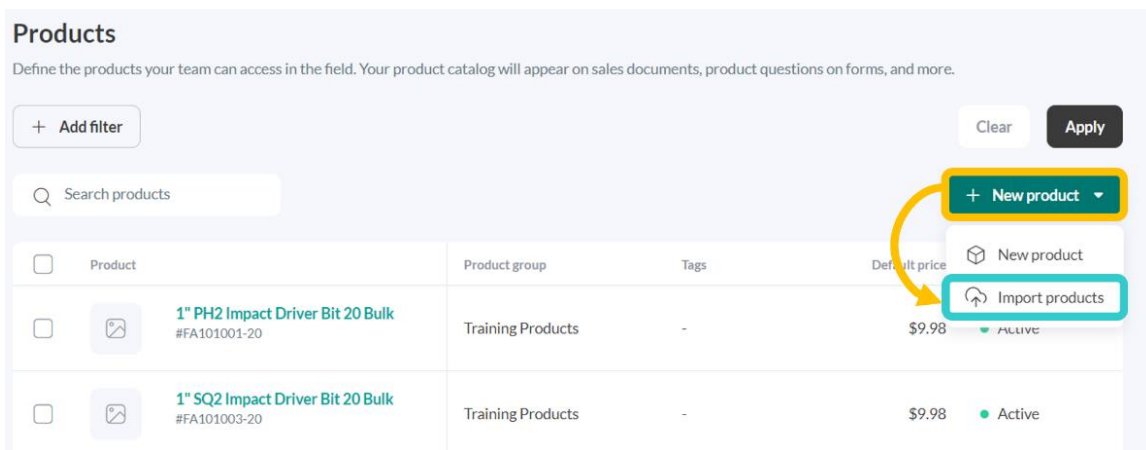 Products
Define the products your team can access in the field. Your product catalog will appear on sales documents, product questions on forms, and more.
+ Add filter
Clear
Apply
Search products
+ New product
New product
Import products
Product
Product group
Tags
Default price
1" PH2 Impact Driver Bit 20 Bulk
#FA101001-20
Training Products
-
$9.98
Active
1" SQ2 Impact Driver Bit 20 Bulk
#FA101003-20
Training Products
-
$9.98
Active